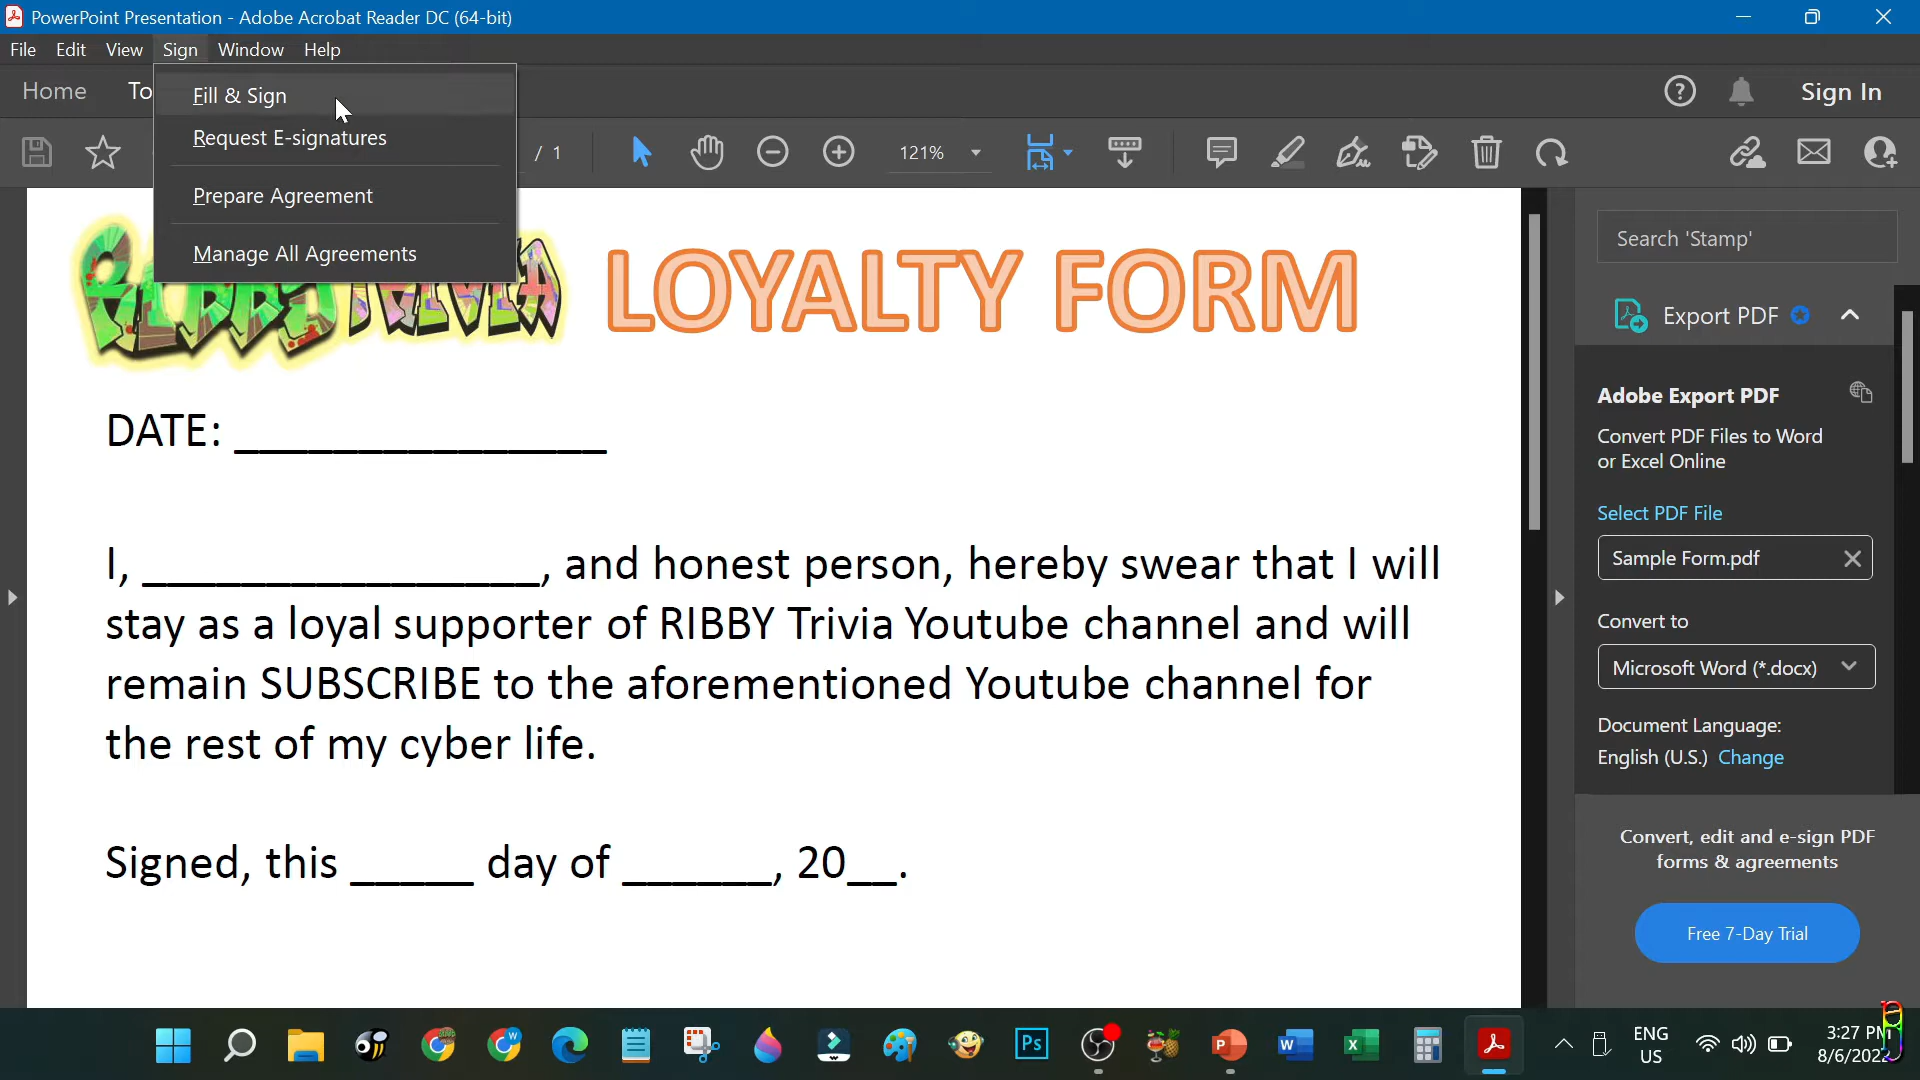 PowerPoint Presentation - Adobe Acrobat Reader DC (64-bit)
File Edit View Sign Window Help
Home To
Sign In
Fill & Sign
Request E-signatures
Prepare Agreement
Manage All Agreements
/ 1
121%
RIBBY TRIVIA LOYALTY FORM
DATE: _______________
I, ________________, and honest person, hereby swear that I will
stay as a loyal supporter of RIBBY Trivia Youtube channel and will
remain SUBSCRIBE to the aforementioned Youtube channel for
the rest of my cyber life.
Signed, this _____ day of ______, 20__.
Search 'Stamp'
Export PDF
Adobe Export PDF
Convert PDF Files to Word
or Excel Online
Select PDF File
Sample Form.pdf
Convert to
Microsoft Word (*.docx)
Document Language:
English (U.S.) Change
Convert, edit and e-sign PDF
forms & agreements
Free 7-Day Trial
Ps
P
W
X
ENG
US
3:27 PM
8/6/2022